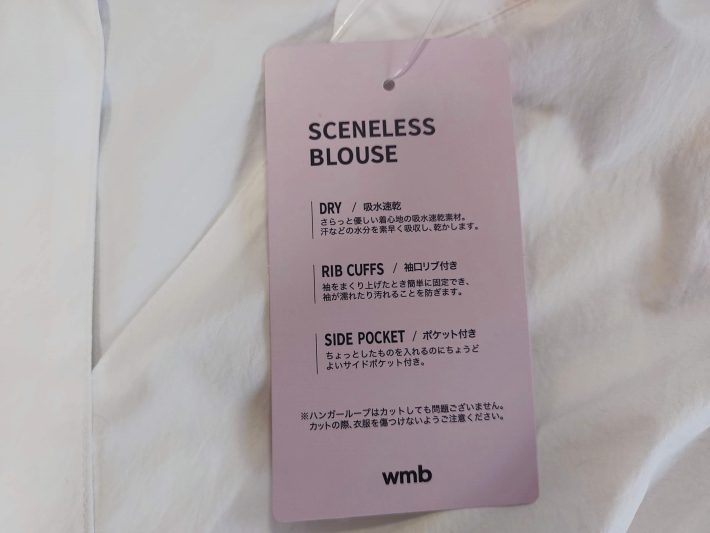 SCENELESS
BLOUSE
DRY / 吸水速乾
さらっと優しい着心地の吸水速乾素材。
汗などの水分を素早く吸収し、乾かします。
RIB CUFFS / 袖口リブ付き
袖をまくり上げたとき簡単に固定でき、
袖が濡れたり汚れることを防ぎます。
SIDE POCKET / ポケット付き
ちょっとしたものを入れるのにちょうど
よいサイドポケット付き。
※ハンガーループはカットしても問題ございません。
カットの際、衣服を傷つけないようご注意ください。
wmb